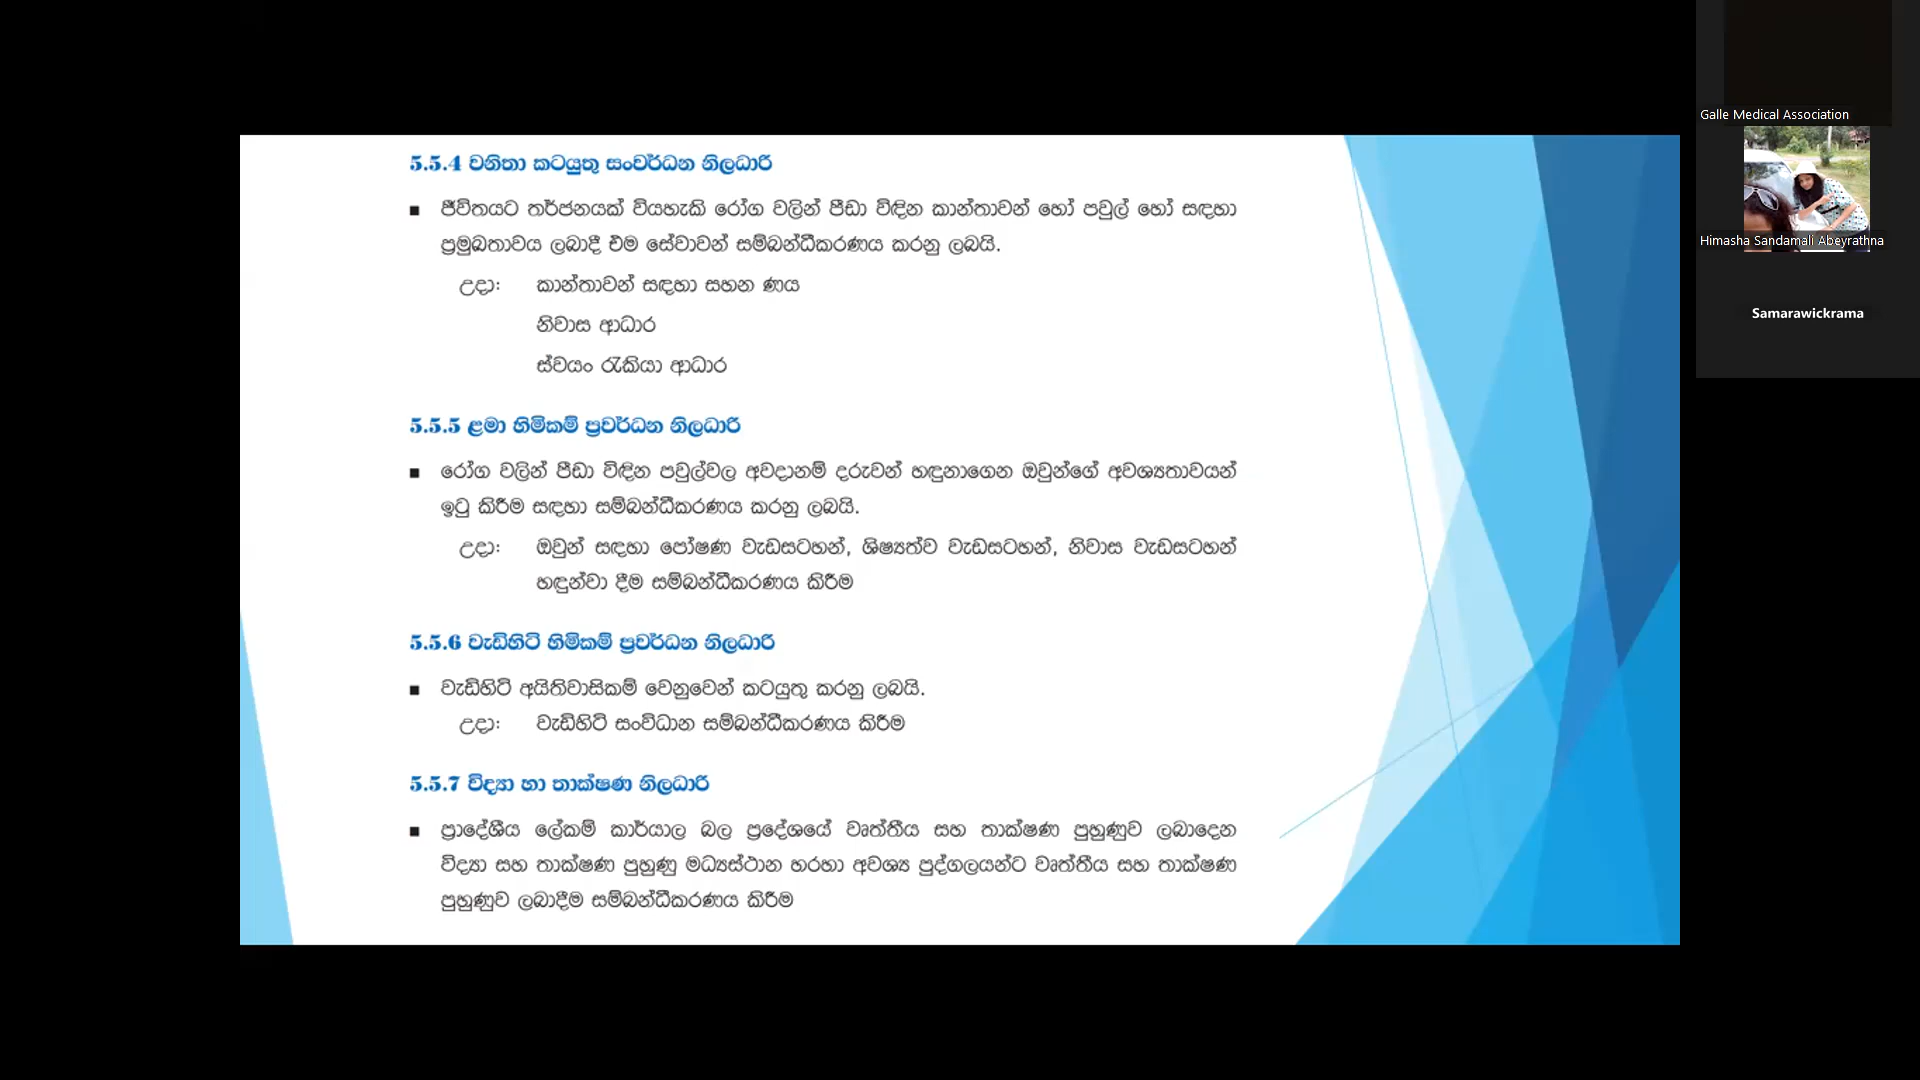 5.5.4 වනිතා කටයුතු සංවර්ධන නිලධාරී
■ ජීවිතයට තර්ජනයක් වියහැකි රෝග වලින් පීඩා විඳින කාන්තාවන් හෝ පවුල් හෝ සඳහා
ප්‍රමුඛතාවය ලබාදී එම සේවාවන් සම්බන්ධීකරණය කරනු ලබයි.
උදා: කාන්තාවන් සඳහා සහන ණය
නිවාස ආධාර
ස්වයං රැකියා ආධාර
5.5.5 ළමා හිමිකම් ප්‍රවර්ධන නිලධාරී
■ රෝග වලින් පීඩා විඳින පවුල්වල අවදානම් දරුවන් හඳුනාගෙන ඔවුන්ගේ අවශ්‍යතාවයන්
ඉටු කිරීම සඳහා සම්බන්ධීකරණය කරනු ලබයි.
උදා: ඔවුන් සඳහා පෝෂණ වැඩසටහන්, ශිෂ්‍යත්ව වැඩසටහන්, නිවාස වැඩසටහන්
හඳුන්වා දීම සම්බන්ධීකරණය කිරීම
5.5.6 වැඩිහිටි හිමිකම් ප්‍රවර්ධන නිලධාරී
■ වැඩිහිටි අයිතිවාසිකම් වෙනුවෙන් කටයුතු කරනු ලබයි.
උදා: වැඩිහිටි සංවිධාන සම්බන්ධීකරණය කිරීම
5.5.7 විද්‍යා හා තාක්ෂණ නිලධාරී
■ ප්‍රාදේශීය ලේකම් කාර්යාල බල ප්‍රදේශයේ වෘත්තීය සහ තාක්ෂණ පුහුණුව ලබාදෙන
විද්‍යා සහ තාක්ෂණ පුහුණු මධ්‍යස්ථාන හරහා අවශ්‍ය පුද්ගලයන්ට වෘත්තීය සහ තාක්ෂණ
පුහුණුව ලබාදීම සම්බන්ධීකරණය කිරීම
Galle Medical Association
Himasha Sandamali Abeyrathna
Samarawickrama